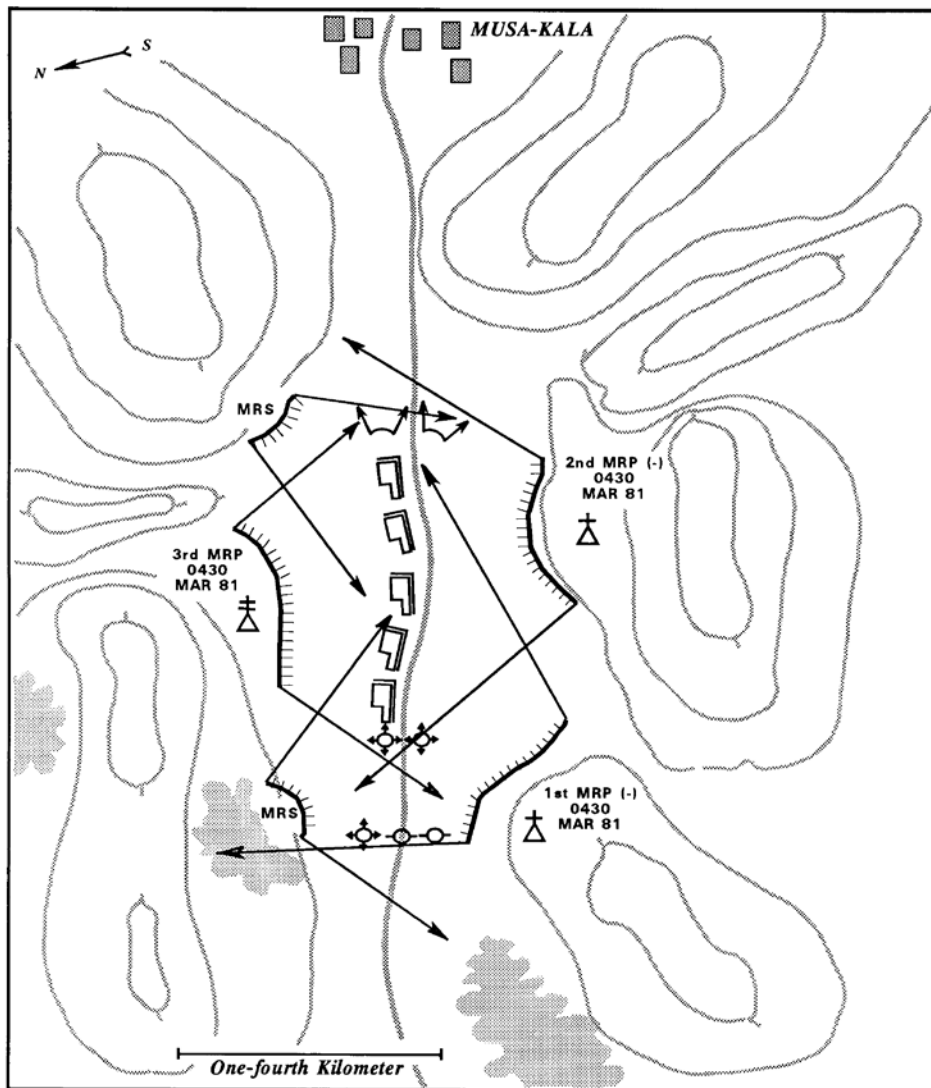 MUSA-KALA
S
N
MRS
2nd MRP (-)
0430
MAR 81
3rd MRP
0430
MAR 81
MRS
1st MRP (-)
0430
MAR 81
One-fourth Kilometer